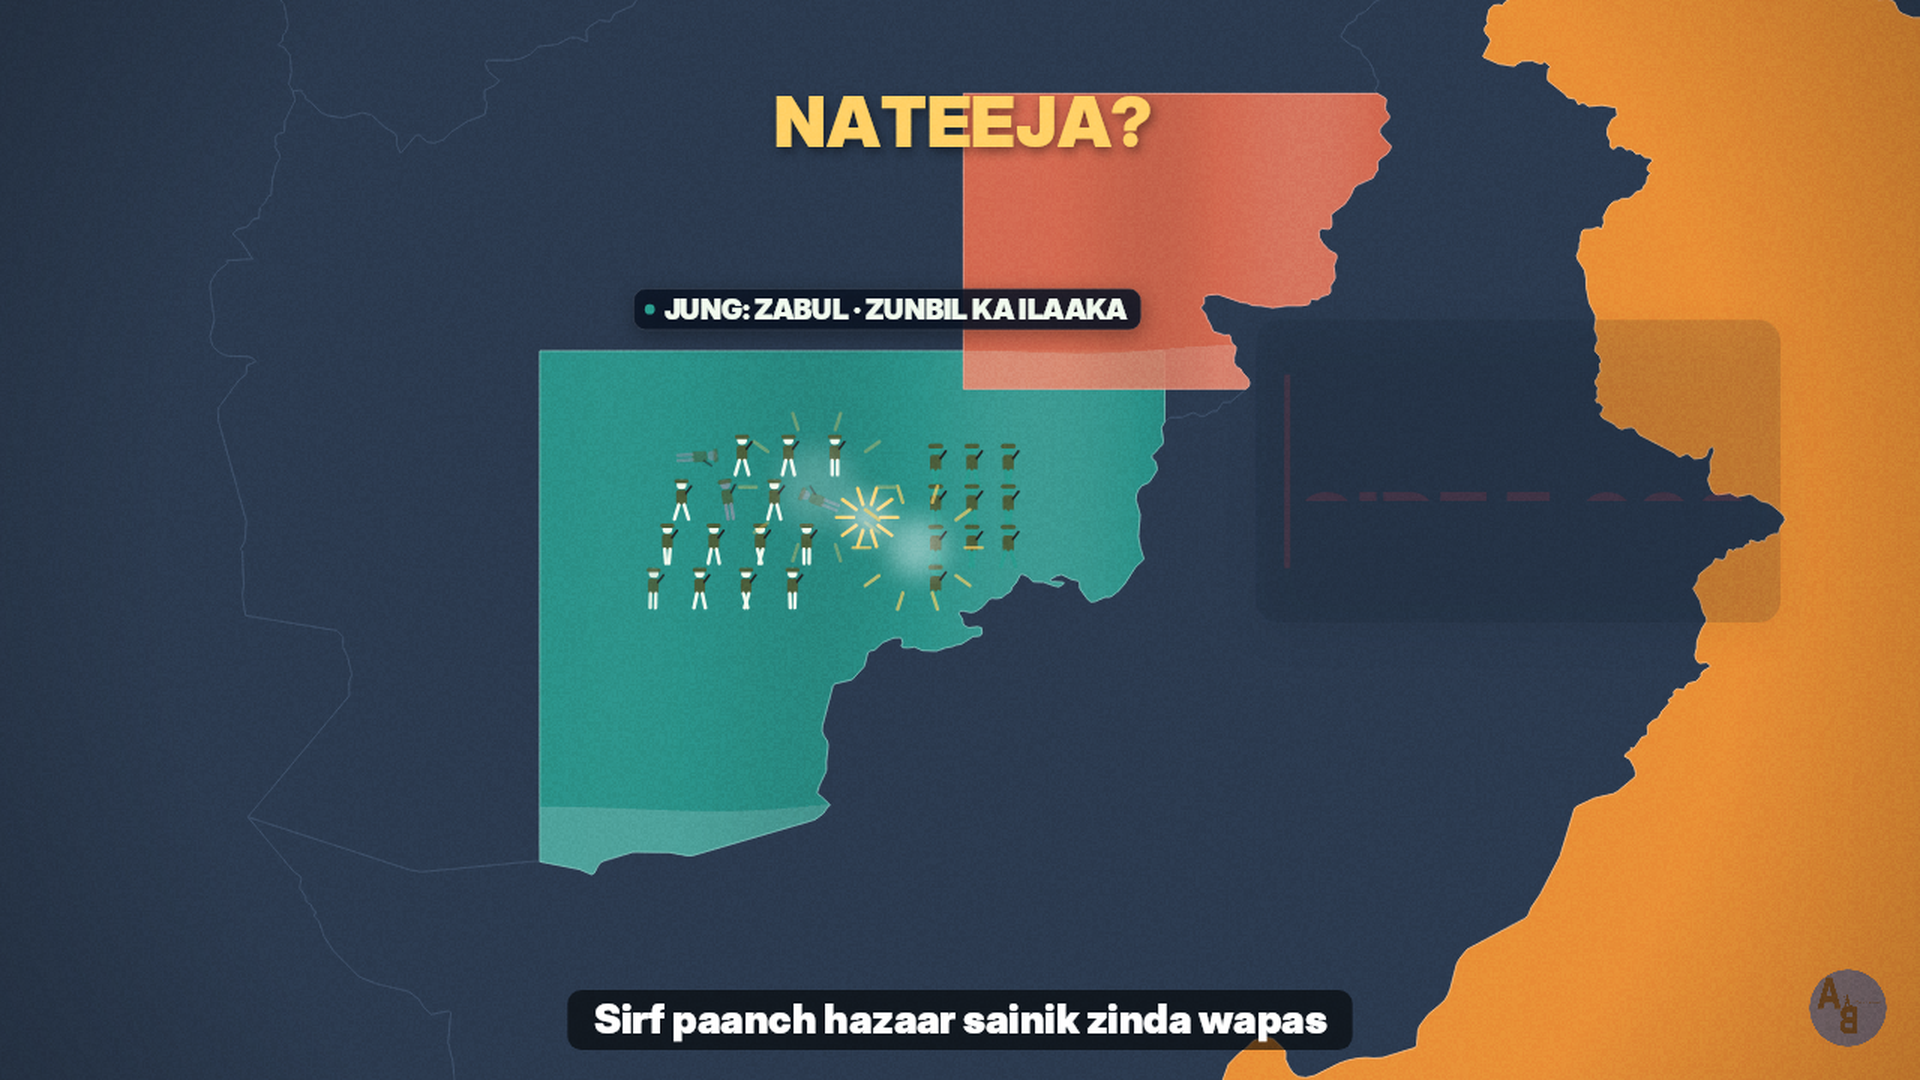 NATEEJA?
JUNG: ZABUL · ZUNBIL KA ILAAKA
Sirf paanch hazaar sainik zinda wapas
A
B